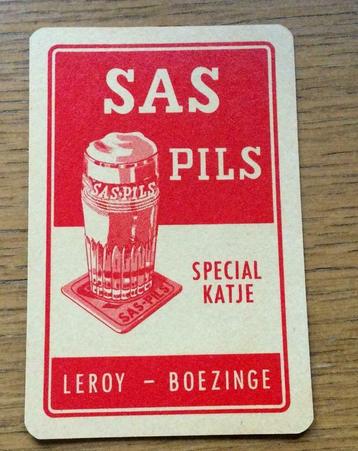 SAS
PILS
SAS-PILS
SPECIAL
KATJE
SAS-PILS
LEROY - BOEZINGE